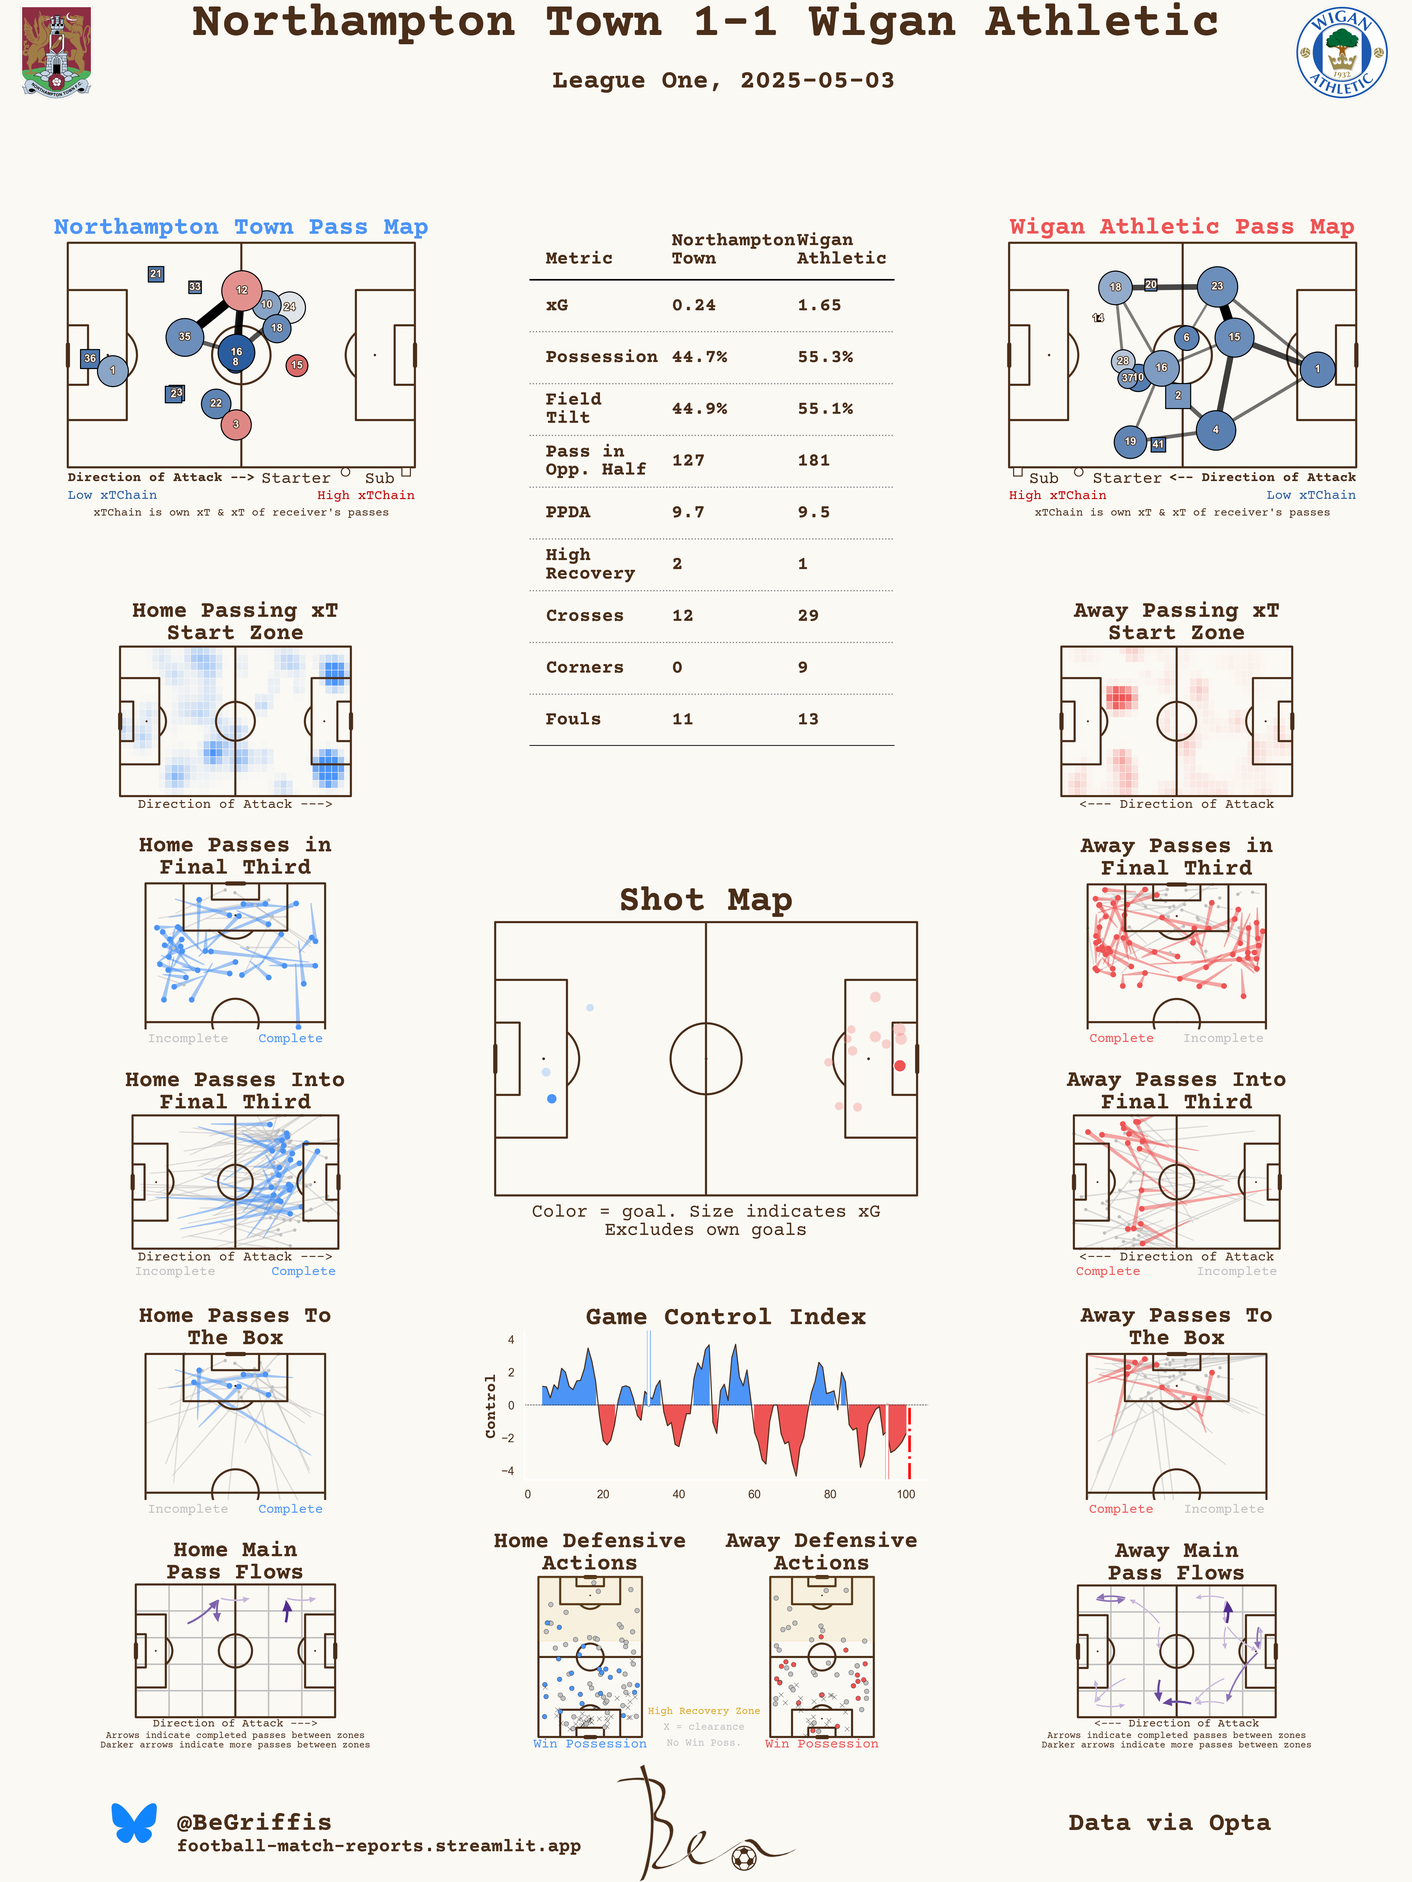 Northampton Town 1-1 Wigan Athletic
League One, 2025-05-03
NORTHAMPTON TOWN F.C.
WIGAN
1932
ATHLETIC
Northampton Town Pass Map
21
33
12
10
24
18
35
16
8
15
36
1
23
22
3
Direction of Attack --> Starter Sub
Low xTChain High xTChain
xTChain is own xT & xT of receiver's passes
Metric Northampton Town Wigan Athletic
xG 0.24 1.65
Possession 44.7% 55.3%
Field Tilt 44.9% 55.1%
Pass in Opp. Half 127 181
PPDA 9.7 9.5
High Recovery 2 1
Crosses 12 29
Corners 0 9
Fouls 11 13
Wigan Athletic Pass Map
18
20
23
14
6
15
28
37
10
16
1
2
4
19
41
Sub Starter <-- Direction of Attack
High xTChain Low xTChain
xTChain is own xT & xT of receiver's passes
Home Passing xT
Start Zone
Direction of Attack --->
Away Passing xT
Start Zone
<--- Direction of Attack
Home Passes in
Final Third
Incomplete Complete
Away Passes in
Final Third
Complete Incomplete
Shot Map
Color = goal. Size indicates xG
Excludes own goals
Home Passes Into
Final Third
Direction of Attack --->
Incomplete Complete
Away Passes Into
Final Third
<--- Direction of Attack
Complete Incomplete
Home Passes To
The Box
Incomplete Complete
Game Control Index
Control
4
2
0
−2
−4
0 20 40 60 80 100
Away Passes To
The Box
Complete Incomplete
Home Main
Pass Flows
Direction of Attack --->
Arrows indicate completed passes between zones
Darker arrows indicate more passes between zones
Home Defensive
Actions
Win Possession
Away Defensive
Actions
Win Possession
High Recovery Zone
X = clearance
No Win Poss.
Away Main
Pass Flows
<--- Direction of Attack
Arrows indicate completed passes between zones
Darker arrows indicate more passes between zones
@BeGriffis
football-match-reports.streamlit.app
Ben
Data via Opta